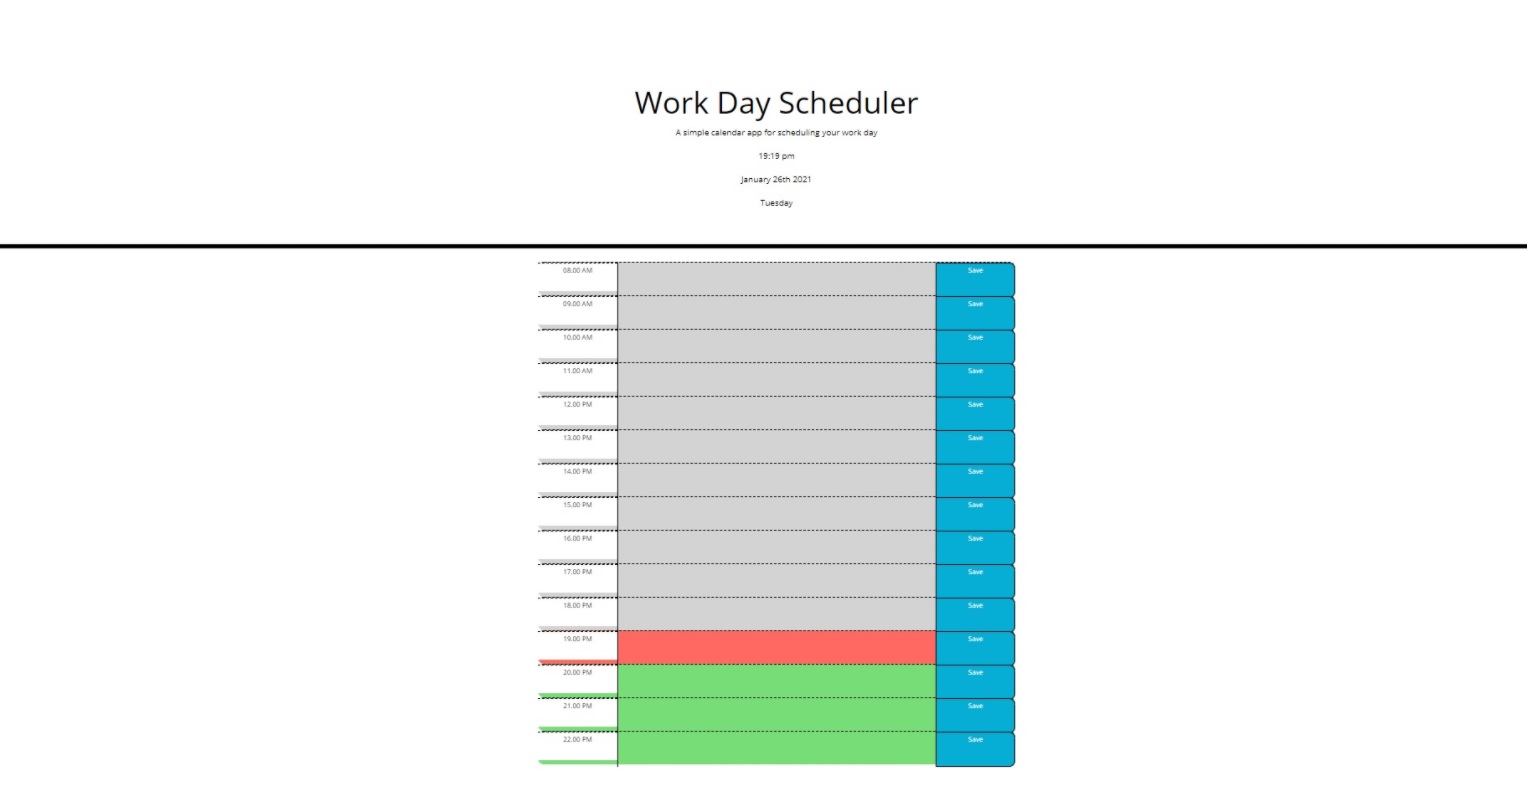 Work Day Scheduler
A simple calendar app for scheduling your work day
19:19 pm
January 26th 2021
Tuesday
08.00 AM Save
09.00 AM Save
10.00 AM Save
11.00 AM Save
12.00 PM Save
13.00 PM Save
14.00 PM Save
15.00 PM Save
16.00 PM Save
17.00 PM Save
18.00 PM Save
19.00 PM Save
20.00 PM Save
21.00 PM Save
22.00 PM Save